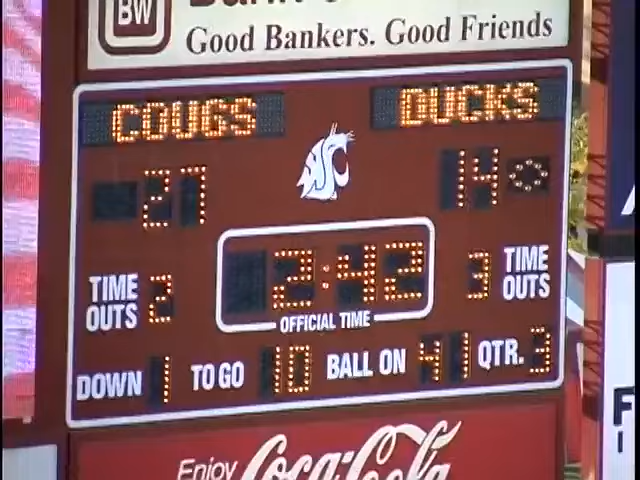 BW
Good Bankers. Good Friends
COUGS DUCKS
27 14
2:42
TIME OUTS 2 3 TIME OUTS
OFFICIAL TIME
DOWN 1 TO GO 10 BALL ON 41 QTR. 3
Enjoy
Coca-Cola